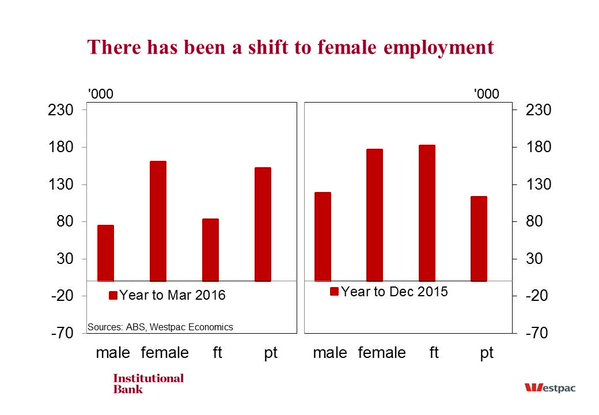 There has been a shift to female employment
'000 '000
230 230
180 180
130 130
80 80
30 30
-20 Year to Mar 2016 Year to Dec 2015 -20
Sources: ABS, Westpac Economics
-70 -70
male female ft pt male female ft pt
Institutional
Bank
Westpac